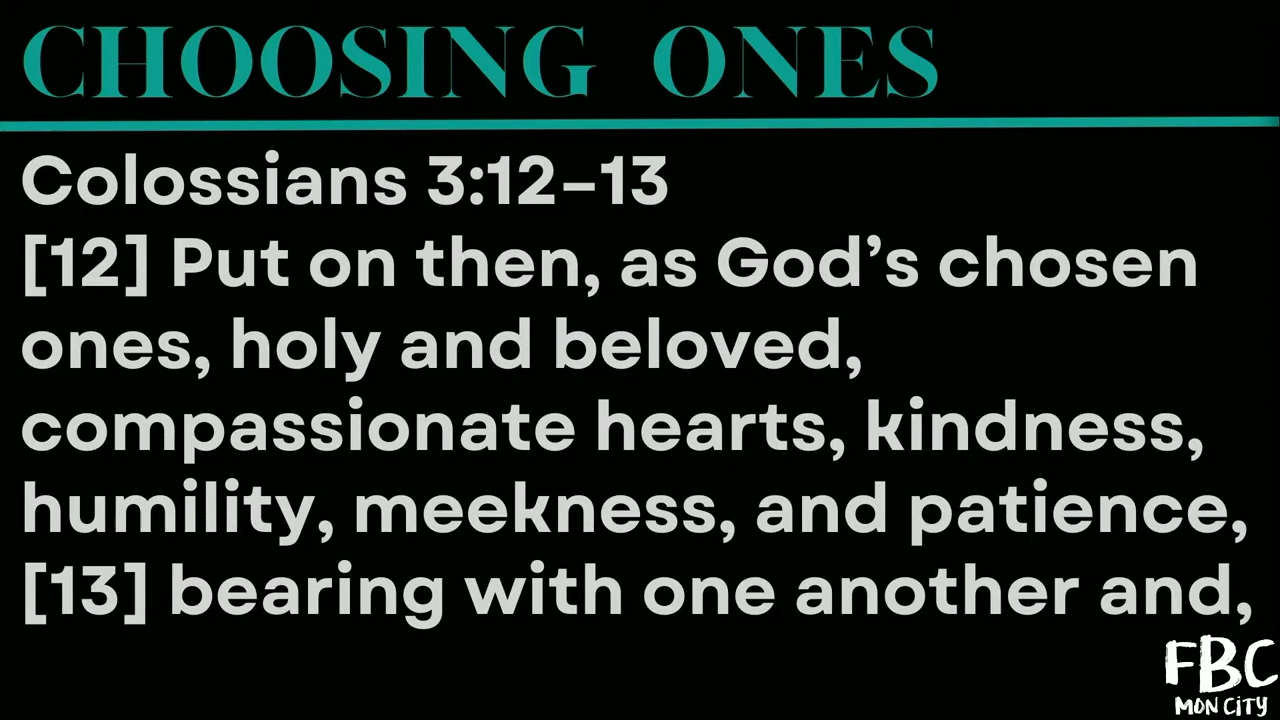 CHOOSING ONES
Colossians 3:12–13
[12] Put on then, as God’s chosen
ones, holy and beloved,
compassionate hearts, kindness,
humility, meekness, and patience,
[13] bearing with one another and,
FBC
MON CITY